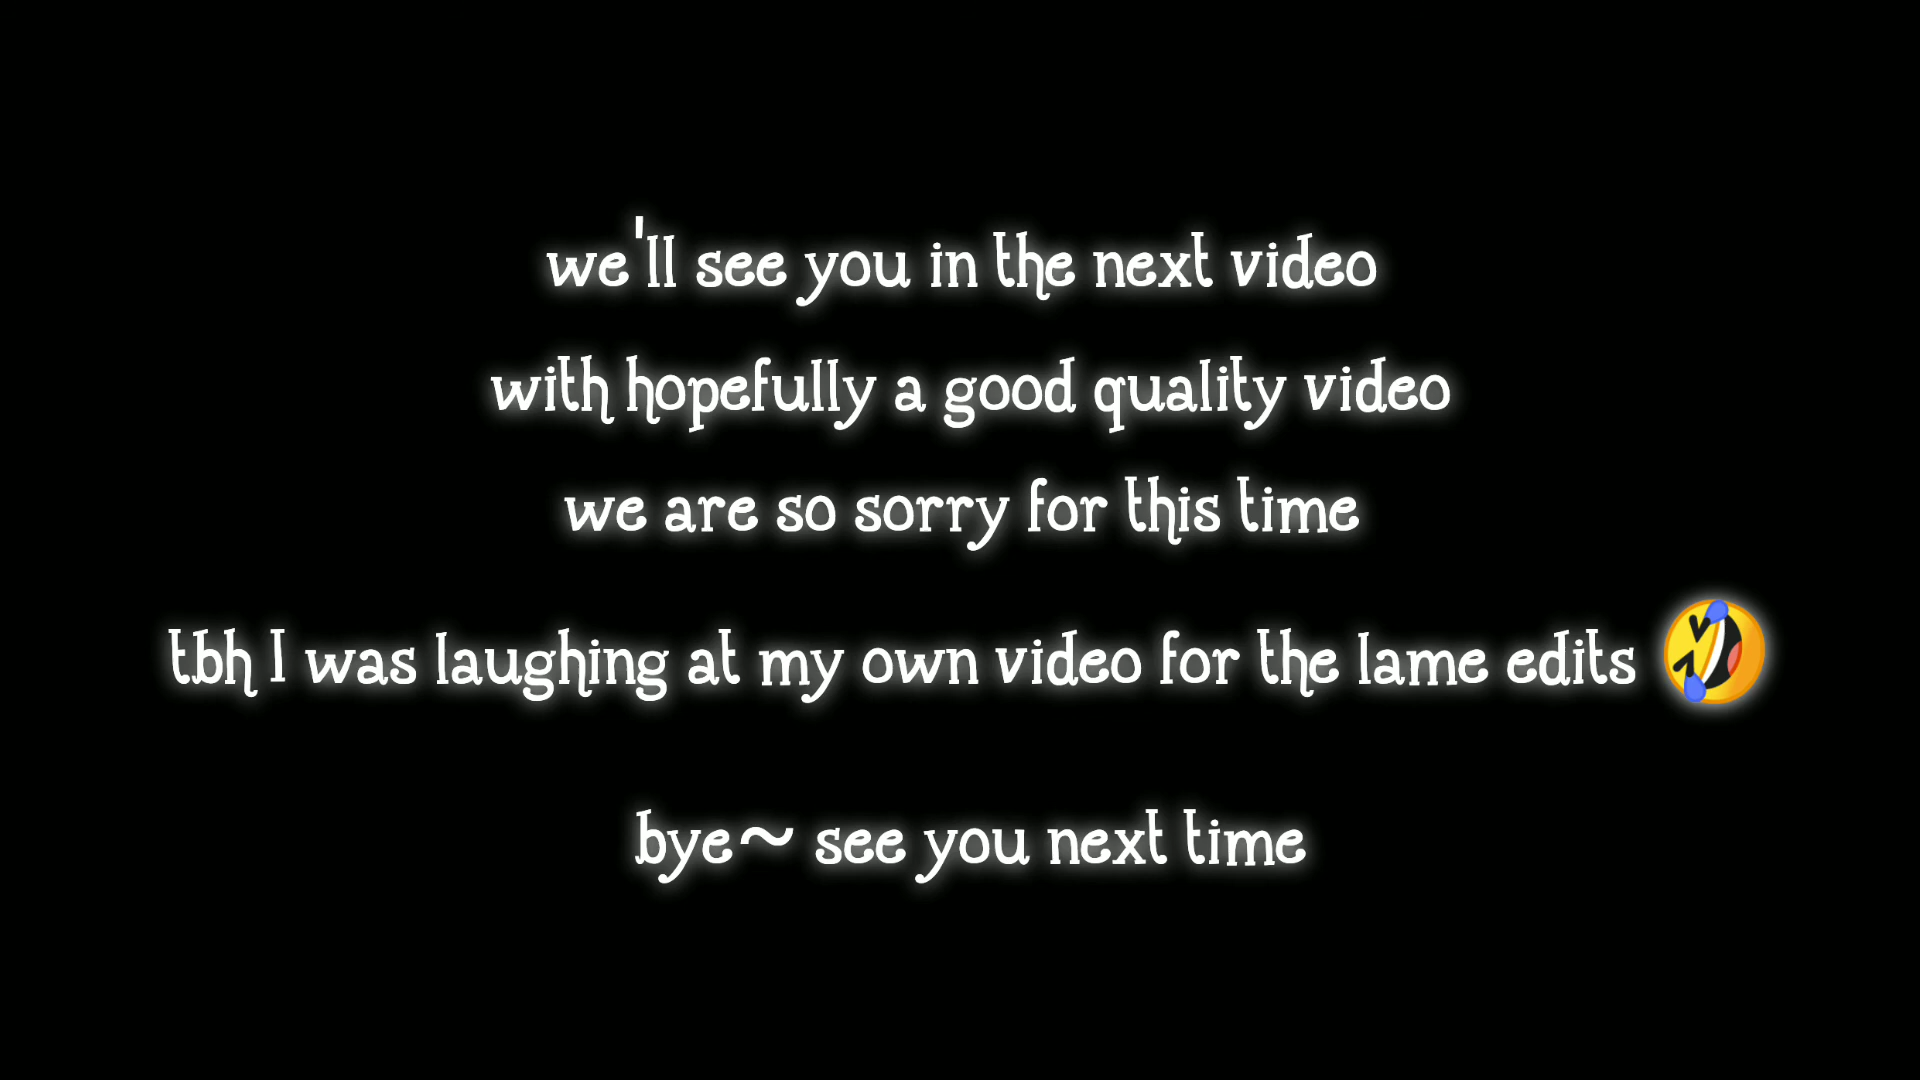 we'll see you in the next video
with hopefully a good quality video
we are so sorry for this time
tbh I was laughing at my own video for the lame edits 🤣
bye~ see you next time